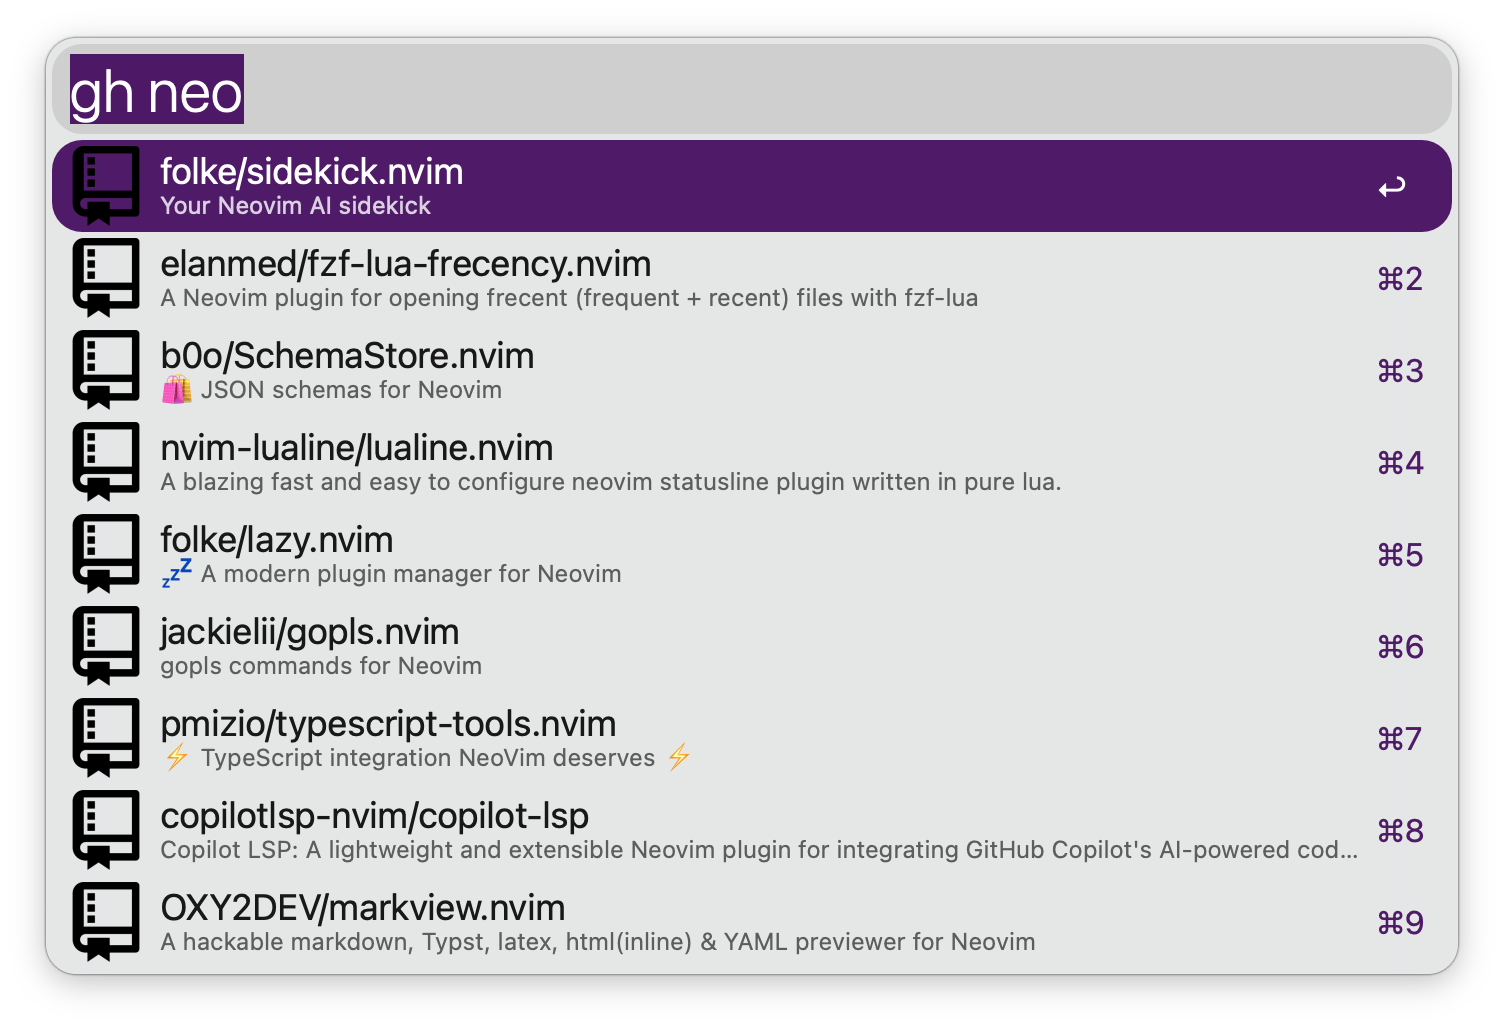 gh neo
folke/sidekick.nvim
Your Neovim AI sidekick
elanmed/fzf-lua-frecency.nvim
A Neovim plugin for opening frecent (frequent + recent) files with fzf-lua
⌘2
b0o/SchemaStore.nvim
🛍️ JSON schemas for Neovim
⌘3
nvim-lualine/lualine.nvim
A blazing fast and easy to configure neovim statusline plugin written in pure lua.
⌘4
folke/lazy.nvim
💤 A modern plugin manager for Neovim
⌘5
jackielii/gopls.nvim
gopls commands for Neovim
⌘6
pmizio/typescript-tools.nvim
⚡ TypeScript integration NeoVim deserves ⚡
⌘7
copilotlsp-nvim/copilot-lsp
Copilot LSP: A lightweight and extensible Neovim plugin for integrating GitHub Copilot's AI-powered cod...
⌘8
OXY2DEV/markview.nvim
A hackable markdown, Typst, latex, html(inline) & YAML previewer for Neovim
⌘9